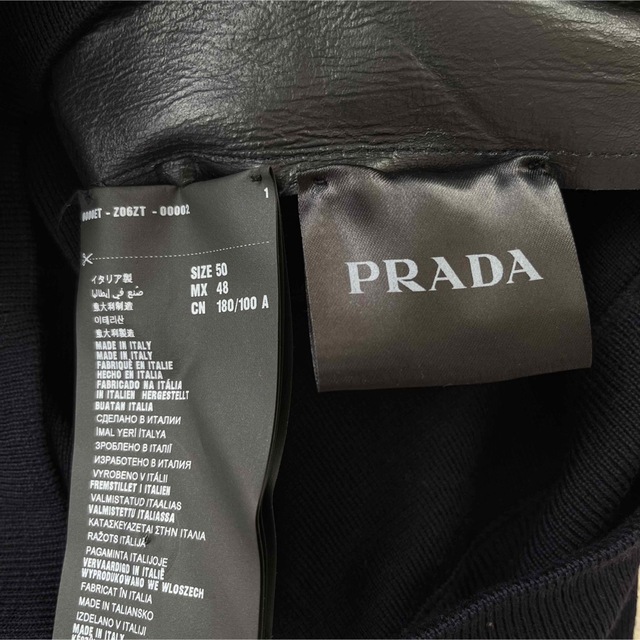 - Z06ZT - 00002 1
イタリア製
صنع في إيطاليا
意大利制造
이태리산
意大利製造
MADE IN ITALY
MADE IN ITALY
FABRIQUÉ EN ITALIE
HECHO EN ITALIA
FABRICADO NA ITÁLIA
IN ITALIEN HERGESTELLT
BUATAN ITALIA
СДЕЛАНО В ИТАЛИИ
İMAL YERİ İTALYA
ЗРОБЛЕНО В ІТАЛІЇ
ИЗРАБОТЕНО В ИТАЛИЯ
VYROBENO V ITÁLII
FREMSTILLET I ITALIEN
VALMISTATUD ITAALIAS
VALMISTETTU ITALIASSA
ΚΑΤΑΣΚΕΥΑΖΕΤΑΙ ΣΤΗΝ ΙΤΑΛΙΑ
RAŽOTS ITĀLIJĀ
PAGAMINTA ITALIJOJE
VERVAARDIGD IN ITALIË
WYPRODUKOWANO WE WŁOSZECH
FABRICAT ÎN ITALIA
MADE IN TALIANSKO
IZDELANO V ITALIJI
MADE IN ITALY
SIZE 50
MX 48
CN 180/100 A
PRADA